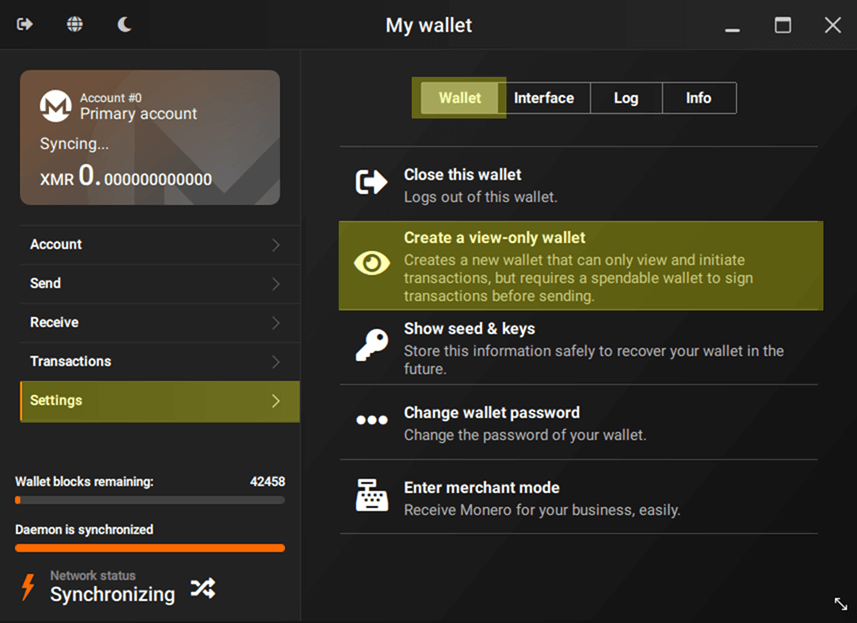 My wallet
Account #0
Primary account
Syncing...
XMR 0.000000000000
Account
Send
Receive
Transactions
Settings
Wallet blocks remaining: 42458
Daemon is synchronized
Network status
Synchronizing
Wallet Interface Log Info
Close this wallet
Logs out of this wallet.
Create a view-only wallet
Creates a new wallet that can only view and initiate
transactions, but requires a spendable wallet to sign
transactions before sending.
Show seed & keys
Store this information safely to recover your wallet in the
future.
Change wallet password
Change the password of your wallet.
Enter merchant mode
Receive Monero for your business, easily.